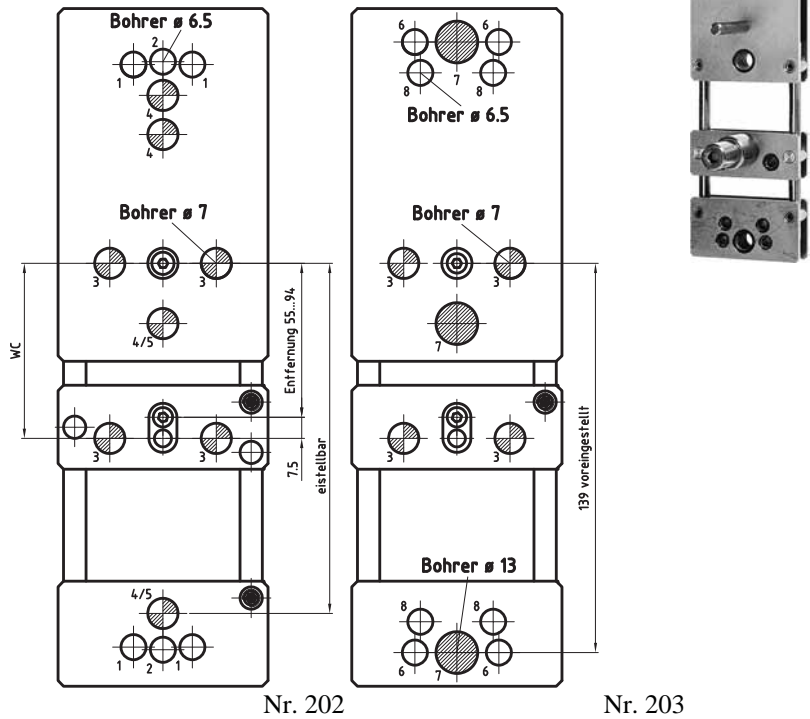 Bohrer ø 6.5
2
1
1
4
4
Bohrer ø 7
3
3
4/5
WC
Entfernung 55...94
3
3
7.5
eistellbar
4/5
1
2
1
Nr. 202
6
6
7
8
8
Bohrer ø 6.5
Bohrer ø 7
3
3
7
3
3
139 voreingestellt
Bohrer ø 13
8
8
6
7
6
Nr. 203